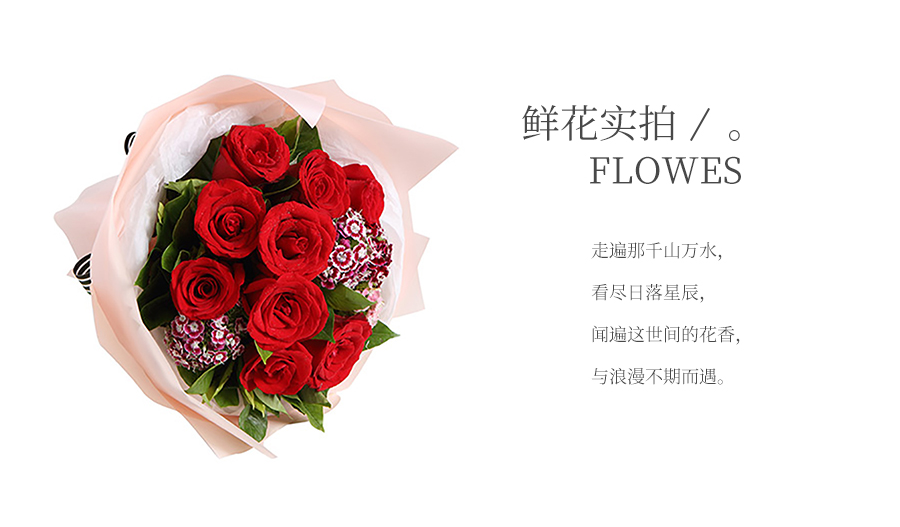 鲜花实拍 / 。
FLOWES
走遍那千山万水，
看尽日落星辰，
闻遍这世间的花香，
与浪漫不期而遇。